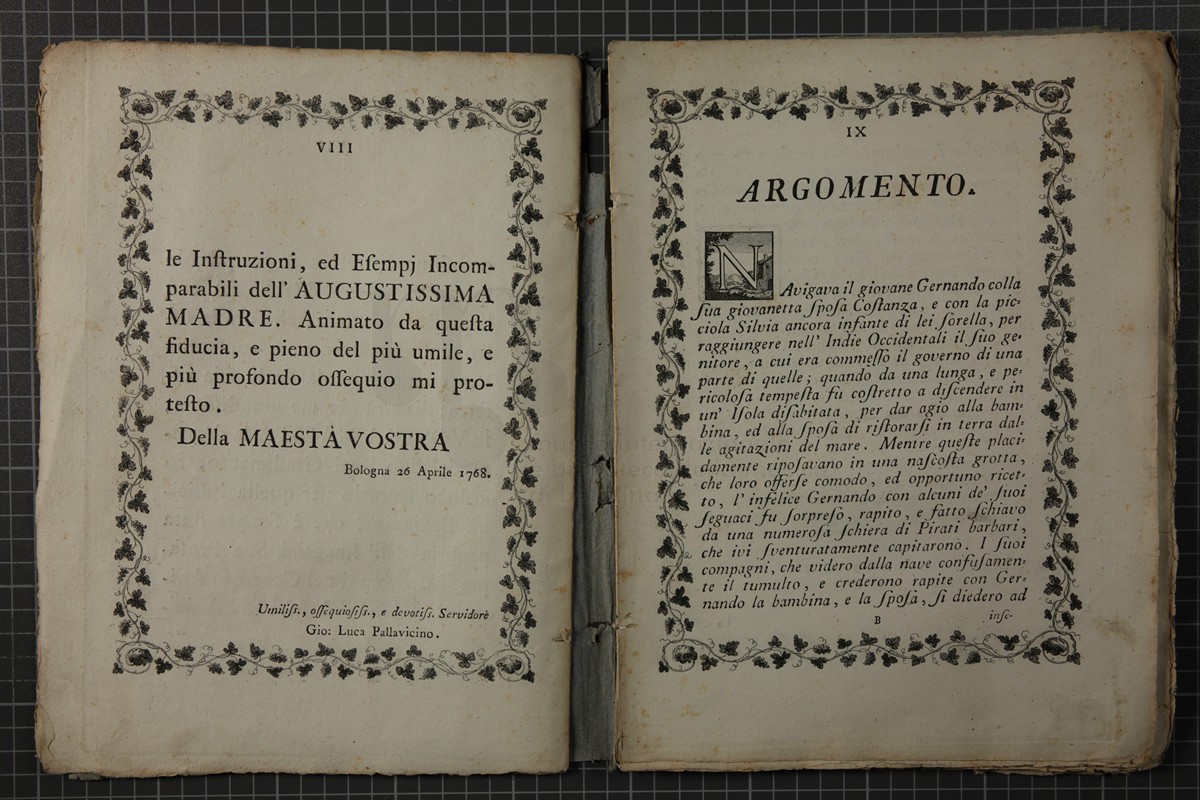 VIII
le Inſtruzioni, ed Eſempj Incom-
parabili dell' AUGUSTISSIMA
MADRE. Animato da queſta
fiducia, e pieno del più umile, e
più profondo oſſequio mi pro-
teſto.
Della MAESTÀ VOSTRA
Bologna 26 Aprile 1768.
Umiliſs., oſſequioſiſs., e devotiſs. Servidore
Gio: Luca Pallavicino.
IX
ARGOMENTO.
NAvigava il giovane Gernando colla
ſua giovanetta ſpoſa Coſtanza, e con la pic-
ciola Silvia ancora infante di lei ſorella, per
raggiungere nell' Indie Occidentali il ſuo ge-
nitore, a cui era commeſſo il governo di una
parte di quelle; quando da una lunga, e pe-
ricoloſa tempeſta fu coſtretto a diſcendere in
un' Iſola diſabitata, per dar agio alla bam-
bina, ed alla ſpoſa di riſtorarſi in terra dal-
le agitazioni del mare. Mentre queſte placi-
damente ripoſavano in una naſcoſta grotta,
che loro offerſe comodo, ed opportuno ricet-
to, l' infelice Gernando con alcuni de' ſuoi
ſeguaci fu ſorpreſo, rapito, e fatto ſchiavo
da una numeroſa ſchiera di Pirati barbari,
che ivi ſventuratamente capitarono. I ſuoi
compagni, che videro dalla nave confuſamen-
te il tumulto, e crederono rapite con Ger-
nando la bambina, e la ſpoſa, ſi diedero ad
B
inſe-